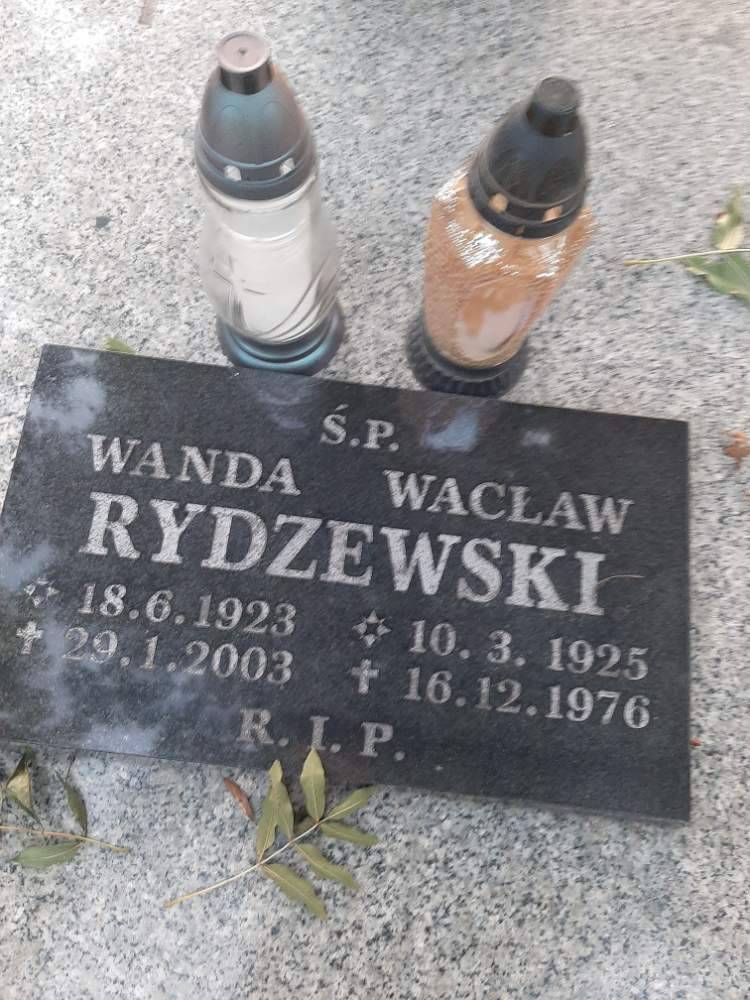 Ś.P.
WANDA WACŁAW
RYDZEWSKI
18.6.1923 10.3.1925
29.1.2003 16.12.1976
R. I. P.